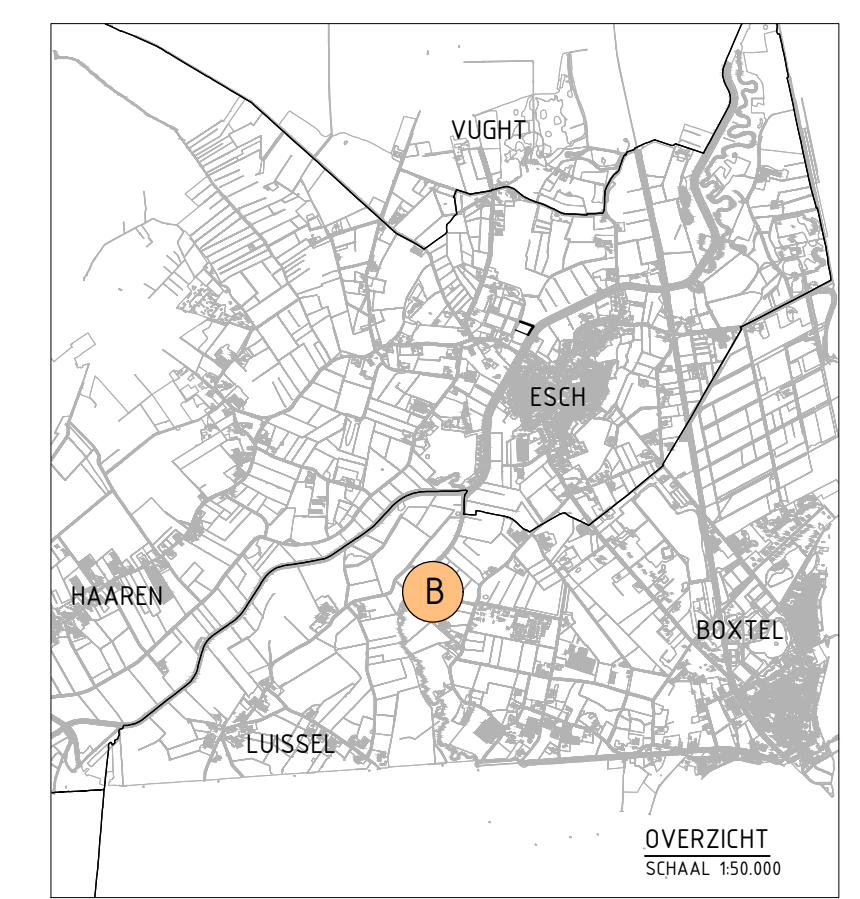 VUGHT
ESCH
HAAREN
B
BOXTEL
LUISSEL
OVERZICHT
SCHAAL 1:50.000